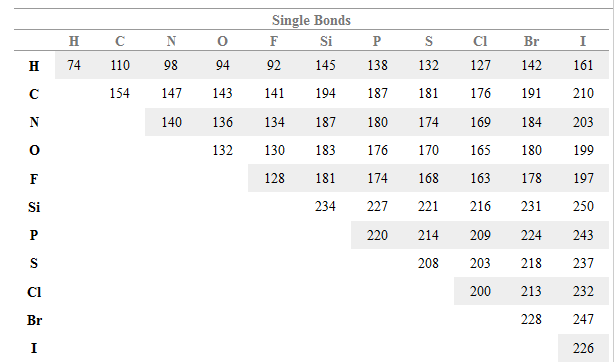 Single Bonds
H C N O F Si P S Cl Br I
H 74 110 98 94 92 145 138 132 127 142 161
C 154 147 143 141 194 187 181 176 191 210
N 140 136 134 187 180 174 169 184 203
O 132 130 183 176 170 165 180 199
F 128 181 174 168 163 178 197
Si 234 227 221 216 231 250
P 220 214 209 224 243
S 208 203 218 237
Cl 200 213 232
Br 228 247
I 226